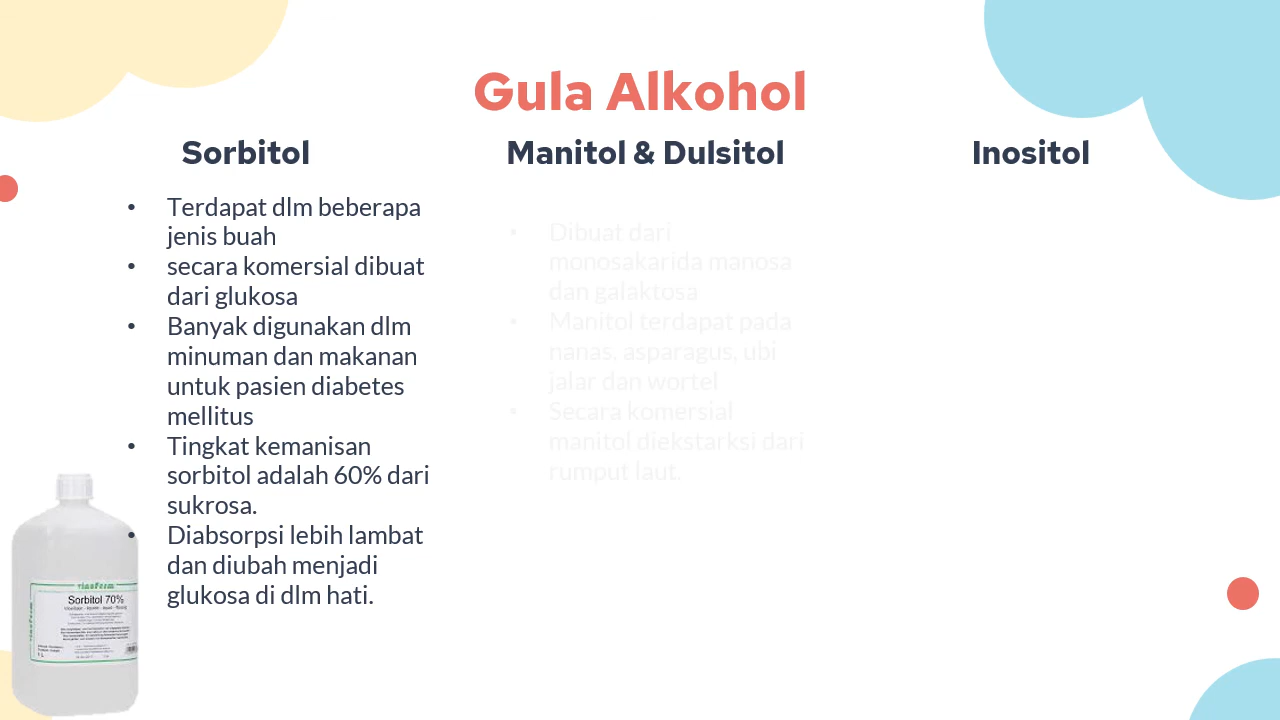 Gula Alkohol
Sorbitol
Terdapat dlm beberapa
jenis buah
secara komersial dibuat
dari glukosa
Banyak digunakan dlm
minuman dan makanan
untuk pasien diabetes
mellitus
Tingkat kemanisan
sorbitol adalah 60% dari
sukrosa.
Diabsorpsi lebih lambat
dan diubah menjadi
glukosa di dlm hati.
Sorbitol 70%
Manitol & Dulsitol
Dibuat dari
monosakarida manosa
dan galaktosa
Manitol terdapat pada
nanas. asparagus, ubi
jalar dan wortel
Secara komersial
manitol diekstarksi dari
rumput laut.
Inositol